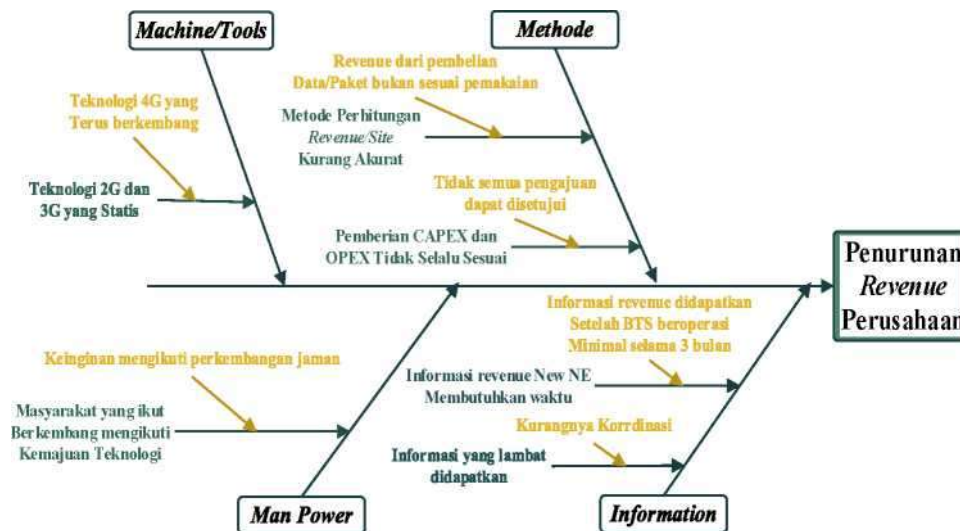 Machine/Tools
Methode
Revenue dari pembelian
Data/Paket bukan sesuai pemakaian
Teknologi 4G yang
Terus berkembang
Metode Perhitungan
Revenue/Site
Kurang Akurat
Teknologi 2G dan
3G yang Statis
Tidak semua pengajuan
dapat disetujui
Pemberian CAPEX dan
OPEX Tidak Selalu Sesuai
Penurunan
Revenue
Perusahaan
Informasi revenue didapatkan
Setelah BTS beroperasi
Minimal selama 3 bulan
Keinginan mengikuti perkembangan jaman
Informasi revenue New NE
Membutuhkan waktu
Masyarakat yang ikut
Berkembang mengikuti
Kemajuan Teknologi
Kurangnya Korrdinasi
Informasi yang lambat
didapatkan
Man Power
Information